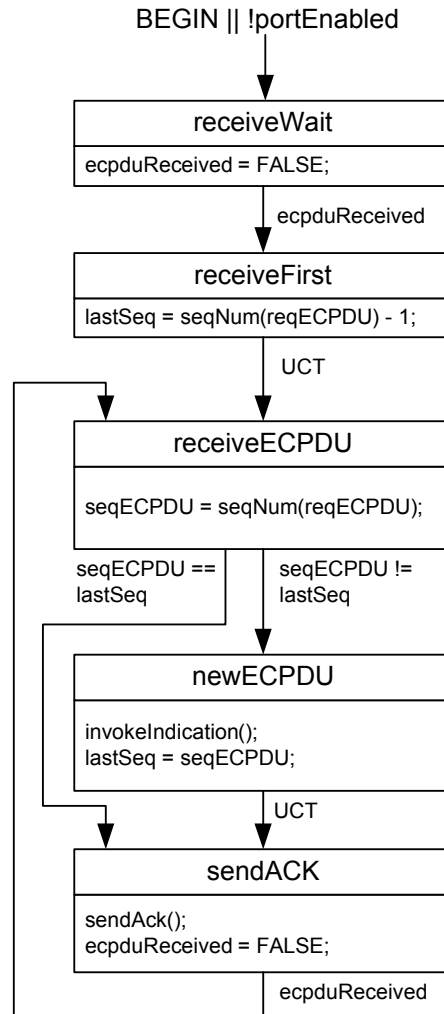 BEGIN || !portEnabled
receiveWait
ecpduReceived = FALSE;
ecpduReceived
receiveFirst
lastSeq = seqNum(reqECPDU) - 1;
UCT
receiveECPDU
seqECPDU = seqNum(reqECPDU);
seqECPDU ==
lastSeq
seqECPDU !=
lastSeq
newECPDU
invokeIndication();
lastSeq = seqECPDU;
UCT
sendACK
sendAck();
ecpduReceived = FALSE;
ecpduReceived